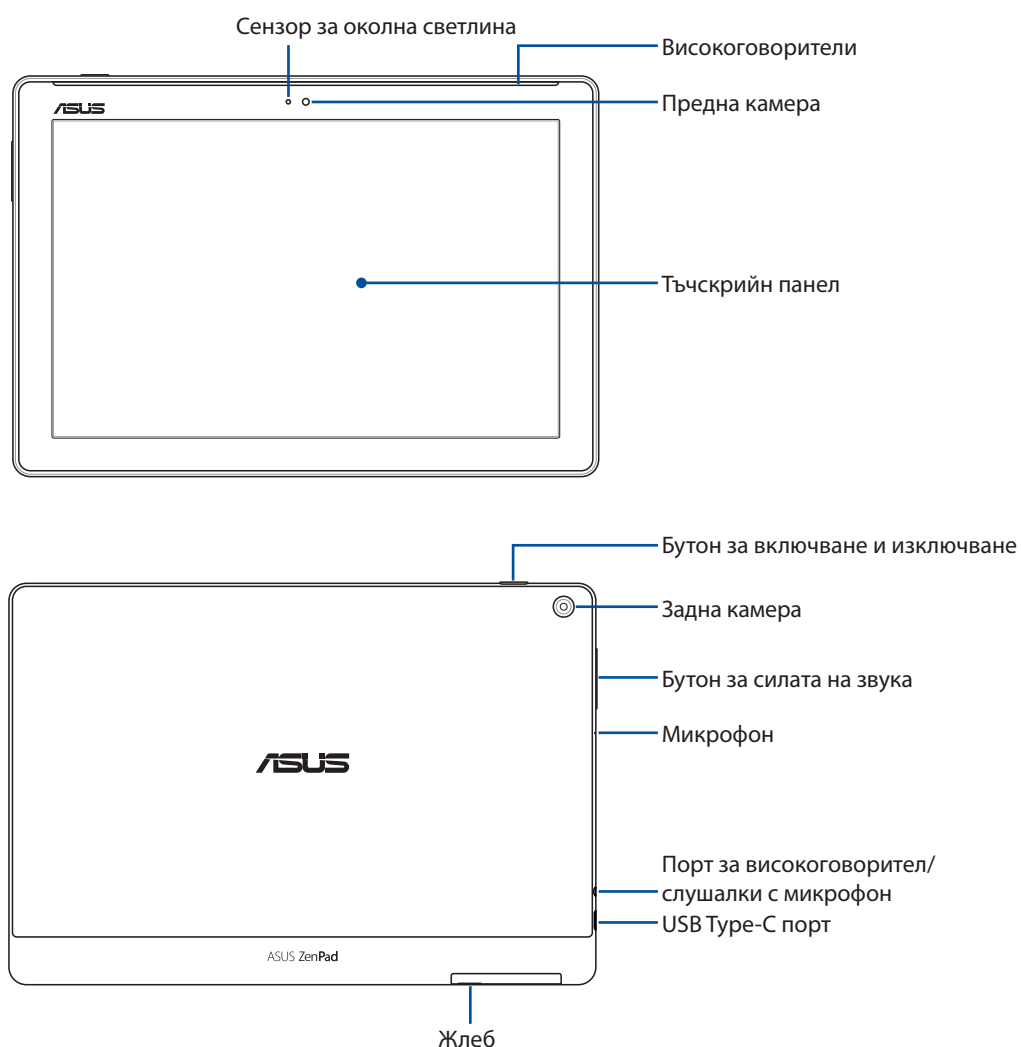 Сензор за околна светлина
Високоговорители
Предна камера
ASUS
Тъчскрийн панел
Бутон за включване и изключване
Задна камера
Бутон за силата на звука
Микрофон
ASUS
Порт за високоговорител/
слушалки с микрофон
USB Type-C порт
ASUS ZenPad
Жлеб